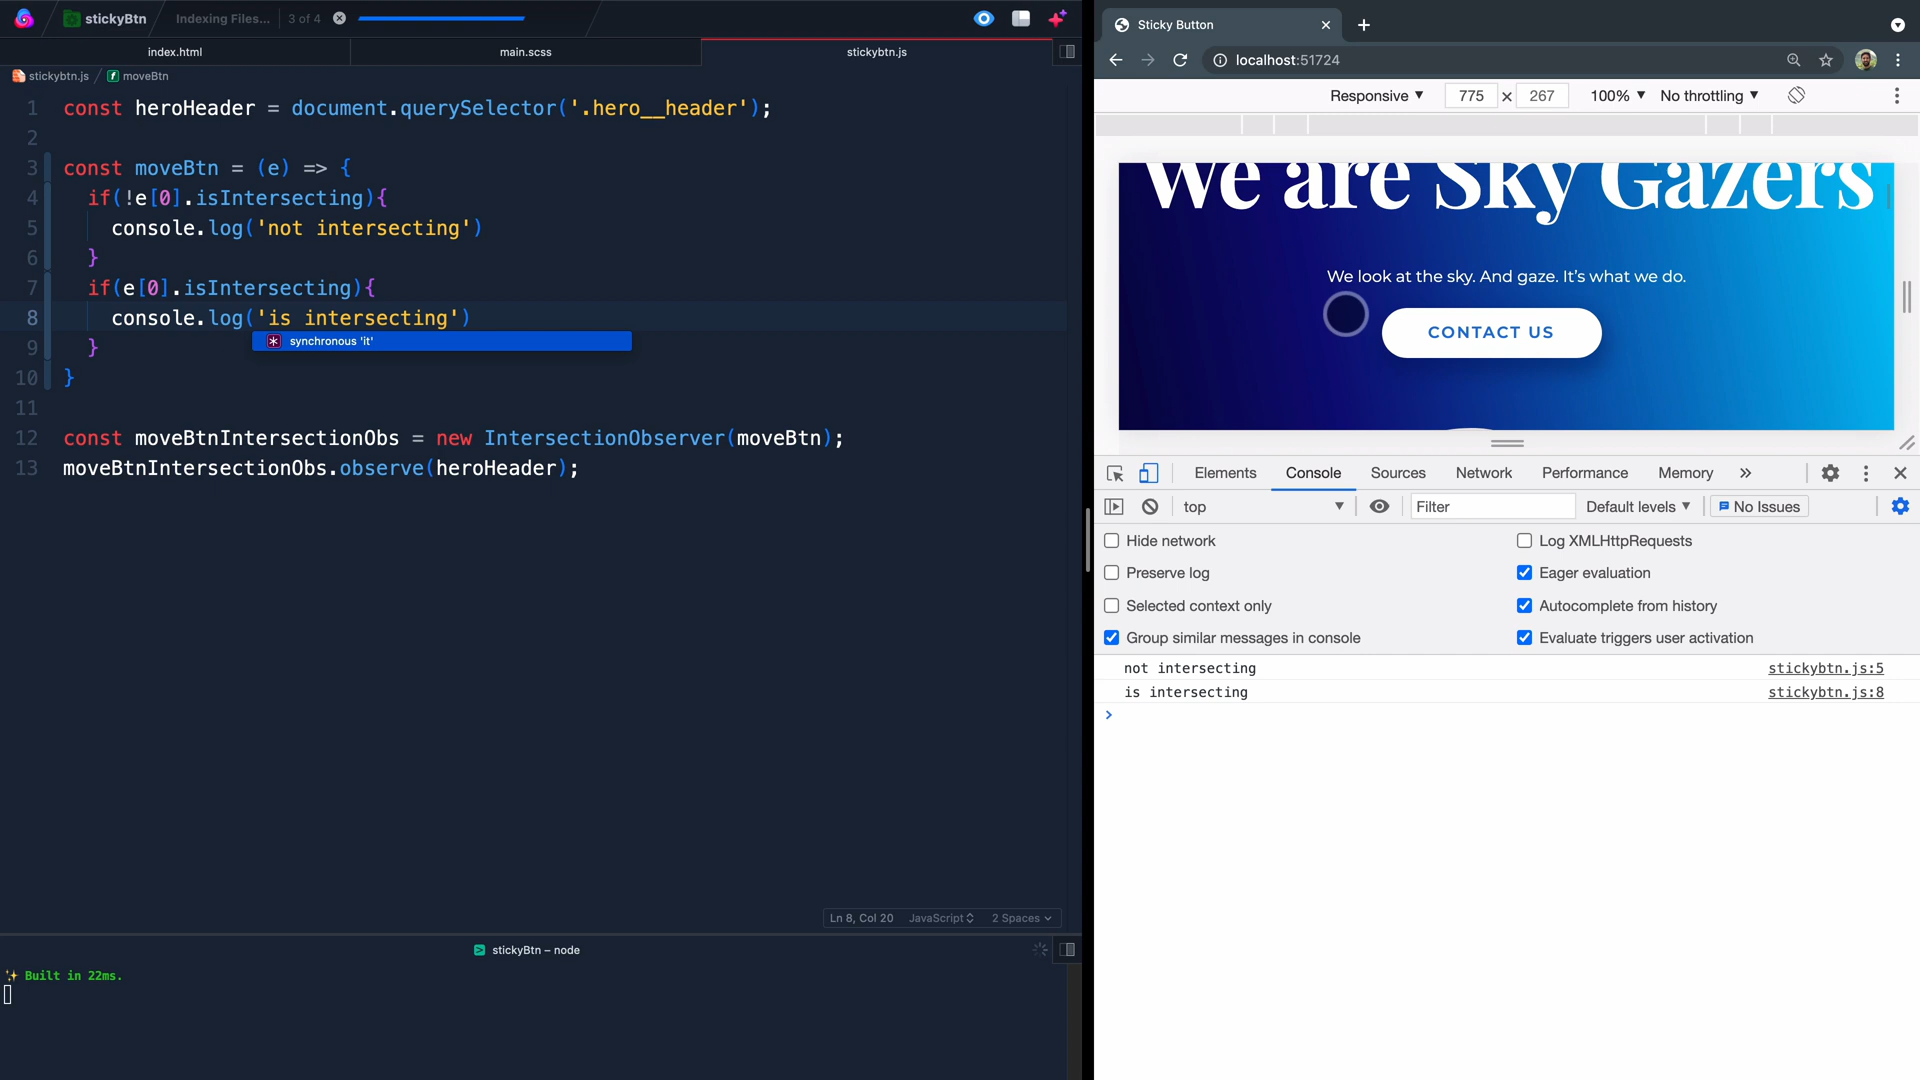 stickyBtn
Indexing Files...
3 of 4
index.html
main.scss
stickybtn.js
stickybtn.js
moveBtn
1 const heroHeader = document.querySelector('.hero__header');
2
3 const moveBtn = (e) => {
4 if(!e[0].isIntersecting){
5 console.log('not intersecting')
6 }
7 if(e[0].isIntersecting){
8 console.log('is intersecting')
synchronous 'it'
9 }
10 }
11
12 const moveBtnIntersectionObs = new IntersectionObserver(moveBtn);
13 moveBtnIntersectionObs.observe(heroHeader);
Ln 8, Col 20 JavaScript 2 Spaces
stickyBtn – node
Built in 22ms.
Sticky Button
localhost:51724
Responsive 775 × 267 100% No throttling
We are Sky Gazers
We look at the sky. And gaze. It’s what we do.
CONTACT US
Elements Console Sources Network Performance Memory »
top Filter Default levels No Issues
Hide network
Log XMLHttpRequests
Preserve log
Eager evaluation
Selected context only
Autocomplete from history
Group similar messages in console
Evaluate triggers user activation
not intersecting stickybtn.js:5
is intersecting stickybtn.js:8